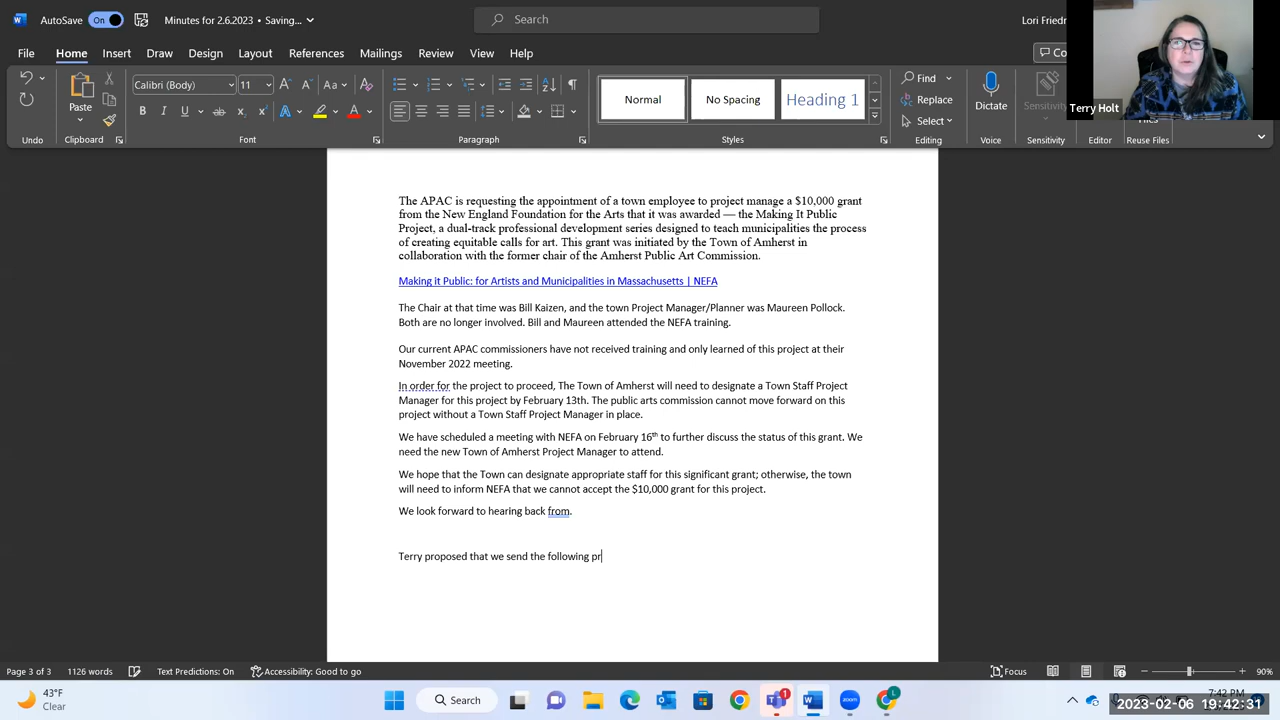 AutoSave
On
Minutes for 2.6.2023 • Saving...
Search
Lori Friedr
File
Home
Insert
Draw
Design
Layout
References
Mailings
Review
View
Help
Co
Terry Holt
Paste
Undo
Clipboard
Calibri (Body)
11
Font
Paragraph
Normal
No Spacing
Heading 1
Styles
Find
Replace
Select
Editing
Dictate
Voice
Sensitivity
Sensitivity
Editor
Files
Reuse Files
The APAC is requesting the appointment of a town employee to project manage a $10,000 grant
from the New England Foundation for the Arts that it was awarded — the Making It Public
Project, a dual-track professional development series designed to teach municipalities the process
of creating equitable calls for art. This grant was initiated by the Town of Amherst in
collaboration with the former chair of the Amherst Public Art Commission.
Making it Public: for Artists and Municipalities in Massachusetts | NEFA
The Chair at that time was Bill Kaizen, and the town Project Manager/Planner was Maureen Pollock.
Both are no longer involved. Bill and Maureen attended the NEFA training.
Our current APAC commissioners have not received training and only learned of this project at their
November 2022 meeting.
In order for the project to proceed, The Town of Amherst will need to designate a Town Staff Project
Manager for this project by February 13th. The public arts commission cannot move forward on this
project without a Town Staff Project Manager in place.
We have scheduled a meeting with NEFA on February 16th to further discuss the status of this grant. We
need the new Town of Amherst Project Manager to attend.
We hope that the Town can designate appropriate staff for this significant grant; otherwise, the town
will need to inform NEFA that we cannot accept the $10,000 grant for this project.
We look forward to hearing back from.
Terry proposed that we send the following pr
Page 3 of 3
1126 words
Text Predictions: On
Accessibility: Good to go
Focus
90%
43°F
Clear
Search
7:42 PM
2023-02-06 19:42:31